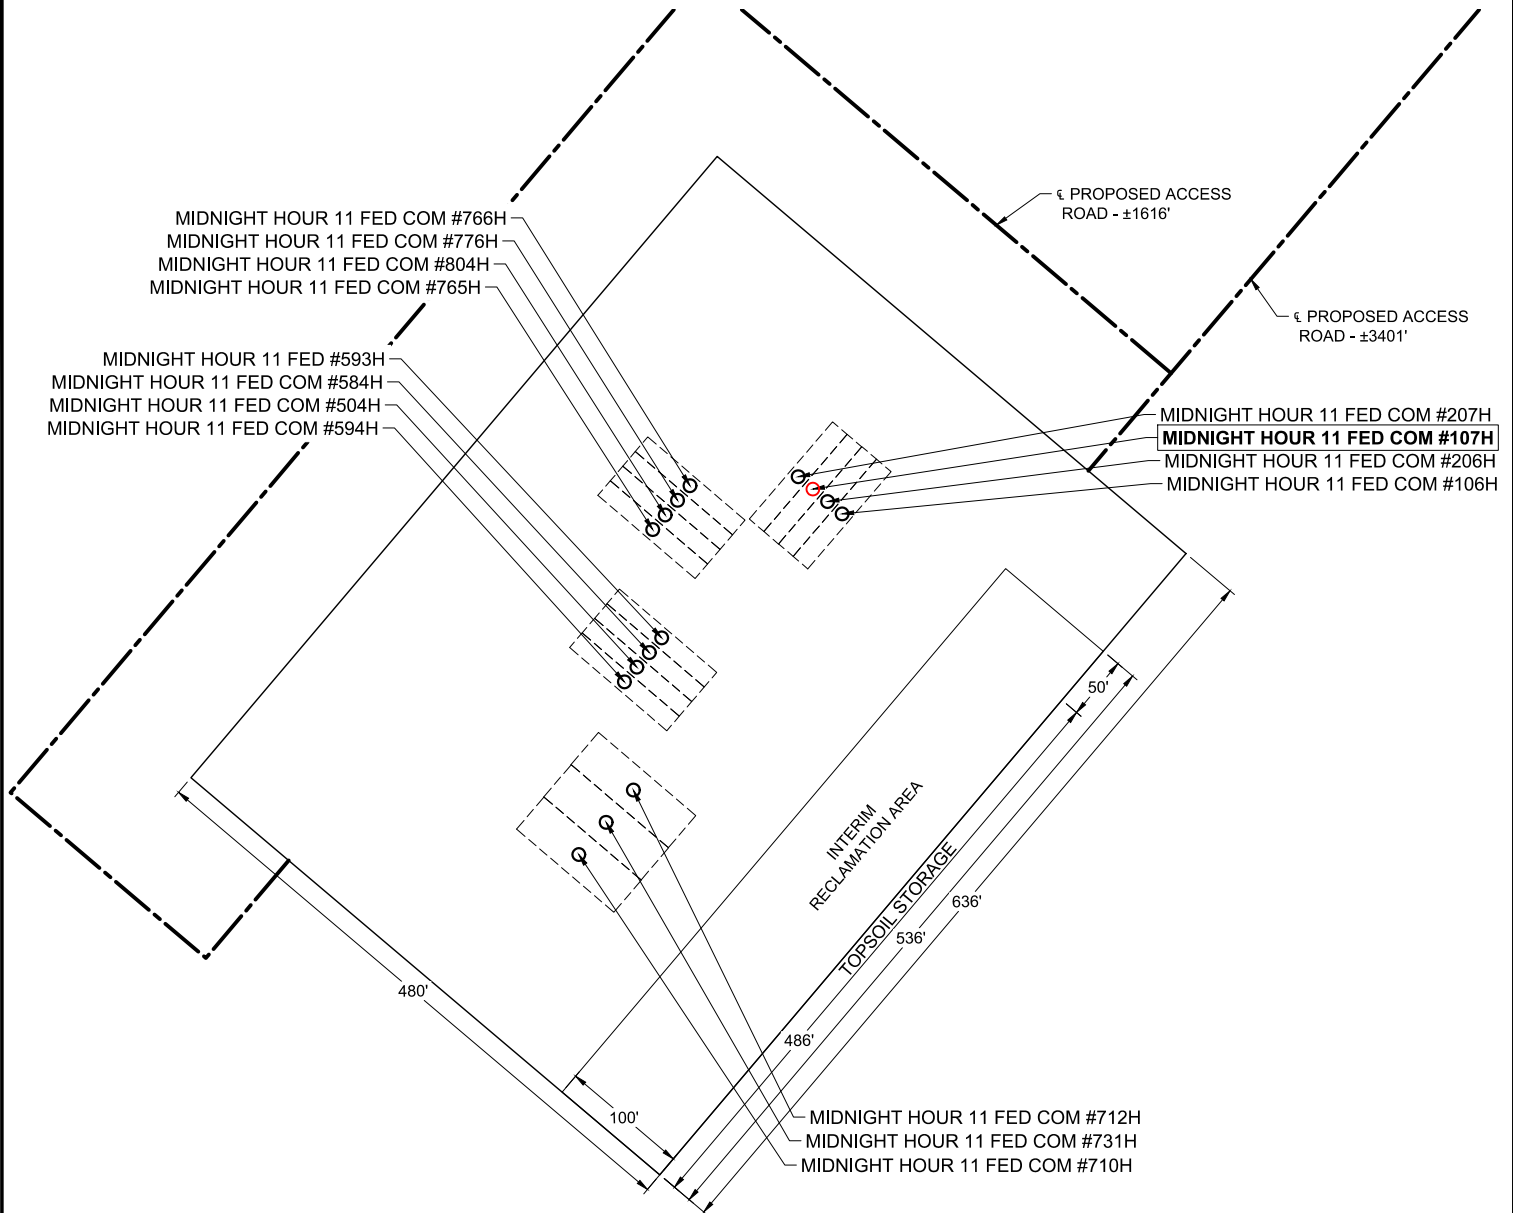 ℄ PROPOSED ACCESS
ROAD - ±1616'
MIDNIGHT HOUR 11 FED COM #766H
MIDNIGHT HOUR 11 FED COM #776H
MIDNIGHT HOUR 11 FED COM #804H
MIDNIGHT HOUR 11 FED COM #765H
℄ PROPOSED ACCESS
ROAD - ±3401'
MIDNIGHT HOUR 11 FED #593H
MIDNIGHT HOUR 11 FED COM #584H
MIDNIGHT HOUR 11 FED COM #504H
MIDNIGHT HOUR 11 FED COM #594H
MIDNIGHT HOUR 11 FED COM #207H
MIDNIGHT HOUR 11 FED COM #107H
MIDNIGHT HOUR 11 FED COM #206H
MIDNIGHT HOUR 11 FED COM #106H
50'
INTERIM
RECLAMATION AREA
TOPSOIL STORAGE
636'
536'
486'
480'
100'
MIDNIGHT HOUR 11 FED COM #712H
MIDNIGHT HOUR 11 FED COM #731H
MIDNIGHT HOUR 11 FED COM #710H